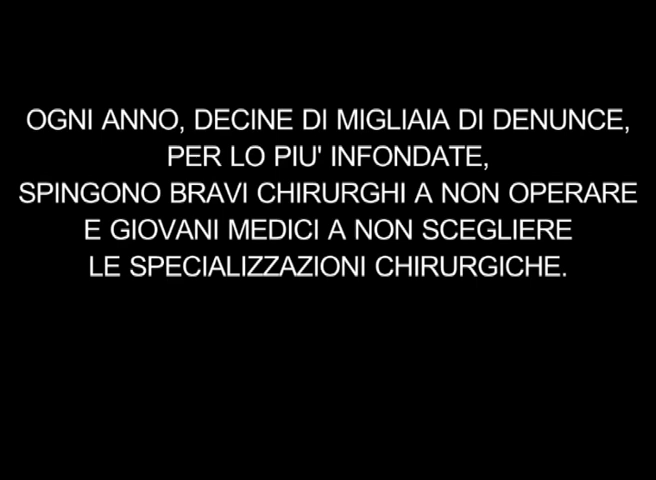 OGNI ANNO, DECINE DI MIGLIAIA DI DENUNCE,
PER LO PIU' INFONDATE,
SPINGONO BRAVI CHIRURGHI A NON OPERARE
E GIOVANI MEDICI A NON SCEGLIERE
LE SPECIALIZZAZIONI CHIRURGICHE.